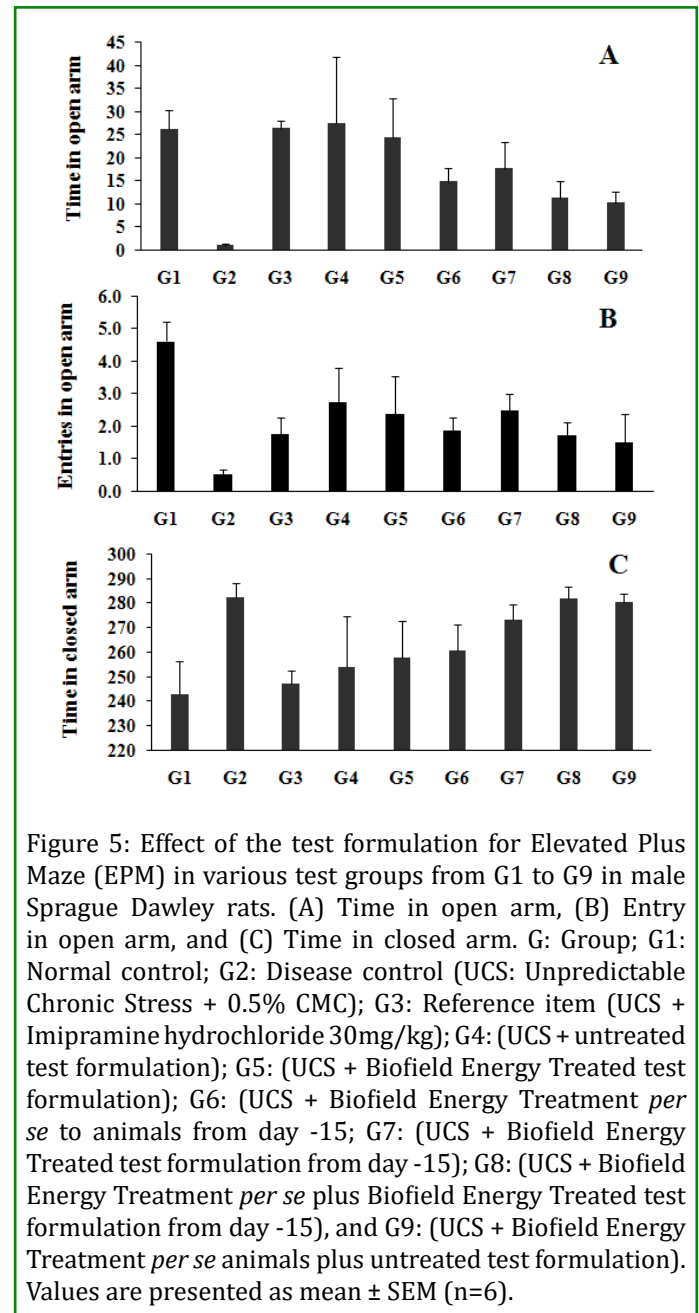 A
Time in open arm
45
40
35
30
25
20
15
10
5
0
G1 G2 G3 G4 G5 G6 G7 G8 G9
B
Entries in open arm
6.0
5.0
4.0
3.0
2.0
1.0
0.0
G1 G2 G3 G4 G5 G6 G7 G8 G9
C
Time in closed arm
300
290
280
270
260
250
240
230
220
G1 G2 G3 G4 G5 G6 G7 G8 G9
Figure 5: Effect of the test formulation for Elevated Plus
Maze (EPM) in various test groups from G1 to G9 in male
Sprague Dawley rats. (A) Time in open arm, (B) Entry
in open arm, and (C) Time in closed arm. G: Group; G1:
Normal control; G2: Disease control (UCS: Unpredictable
Chronic Stress + 0.5% CMC); G3: Reference item (UCS +
Imipramine hydrochloride 30mg/kg); G4: (UCS + untreated
test formulation); G5: (UCS + Biofield Energy Treated test
formulation); G6: (UCS + Biofield Energy Treatment per
se to animals from day -15; G7: (UCS + Biofield Energy
Treated test formulation from day -15); G8: (UCS + Biofield
Energy Treatment per se plus Biofield Energy Treated test
formulation from day -15), and G9: (UCS + Biofield Energy
Treatment per se animals plus untreated test formulation).
Values are presented as mean ± SEM (n=6).